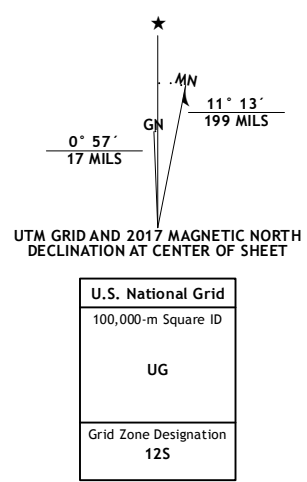 ★
MN
GN
11° 13´
199 MILS
0° 57´
17 MILS
UTM GRID AND 2017 MAGNETIC NORTH
DECLINATION AT CENTER OF SHEET
U.S. National Grid
100,000-m Square ID
UG
Grid Zone Designation
12S